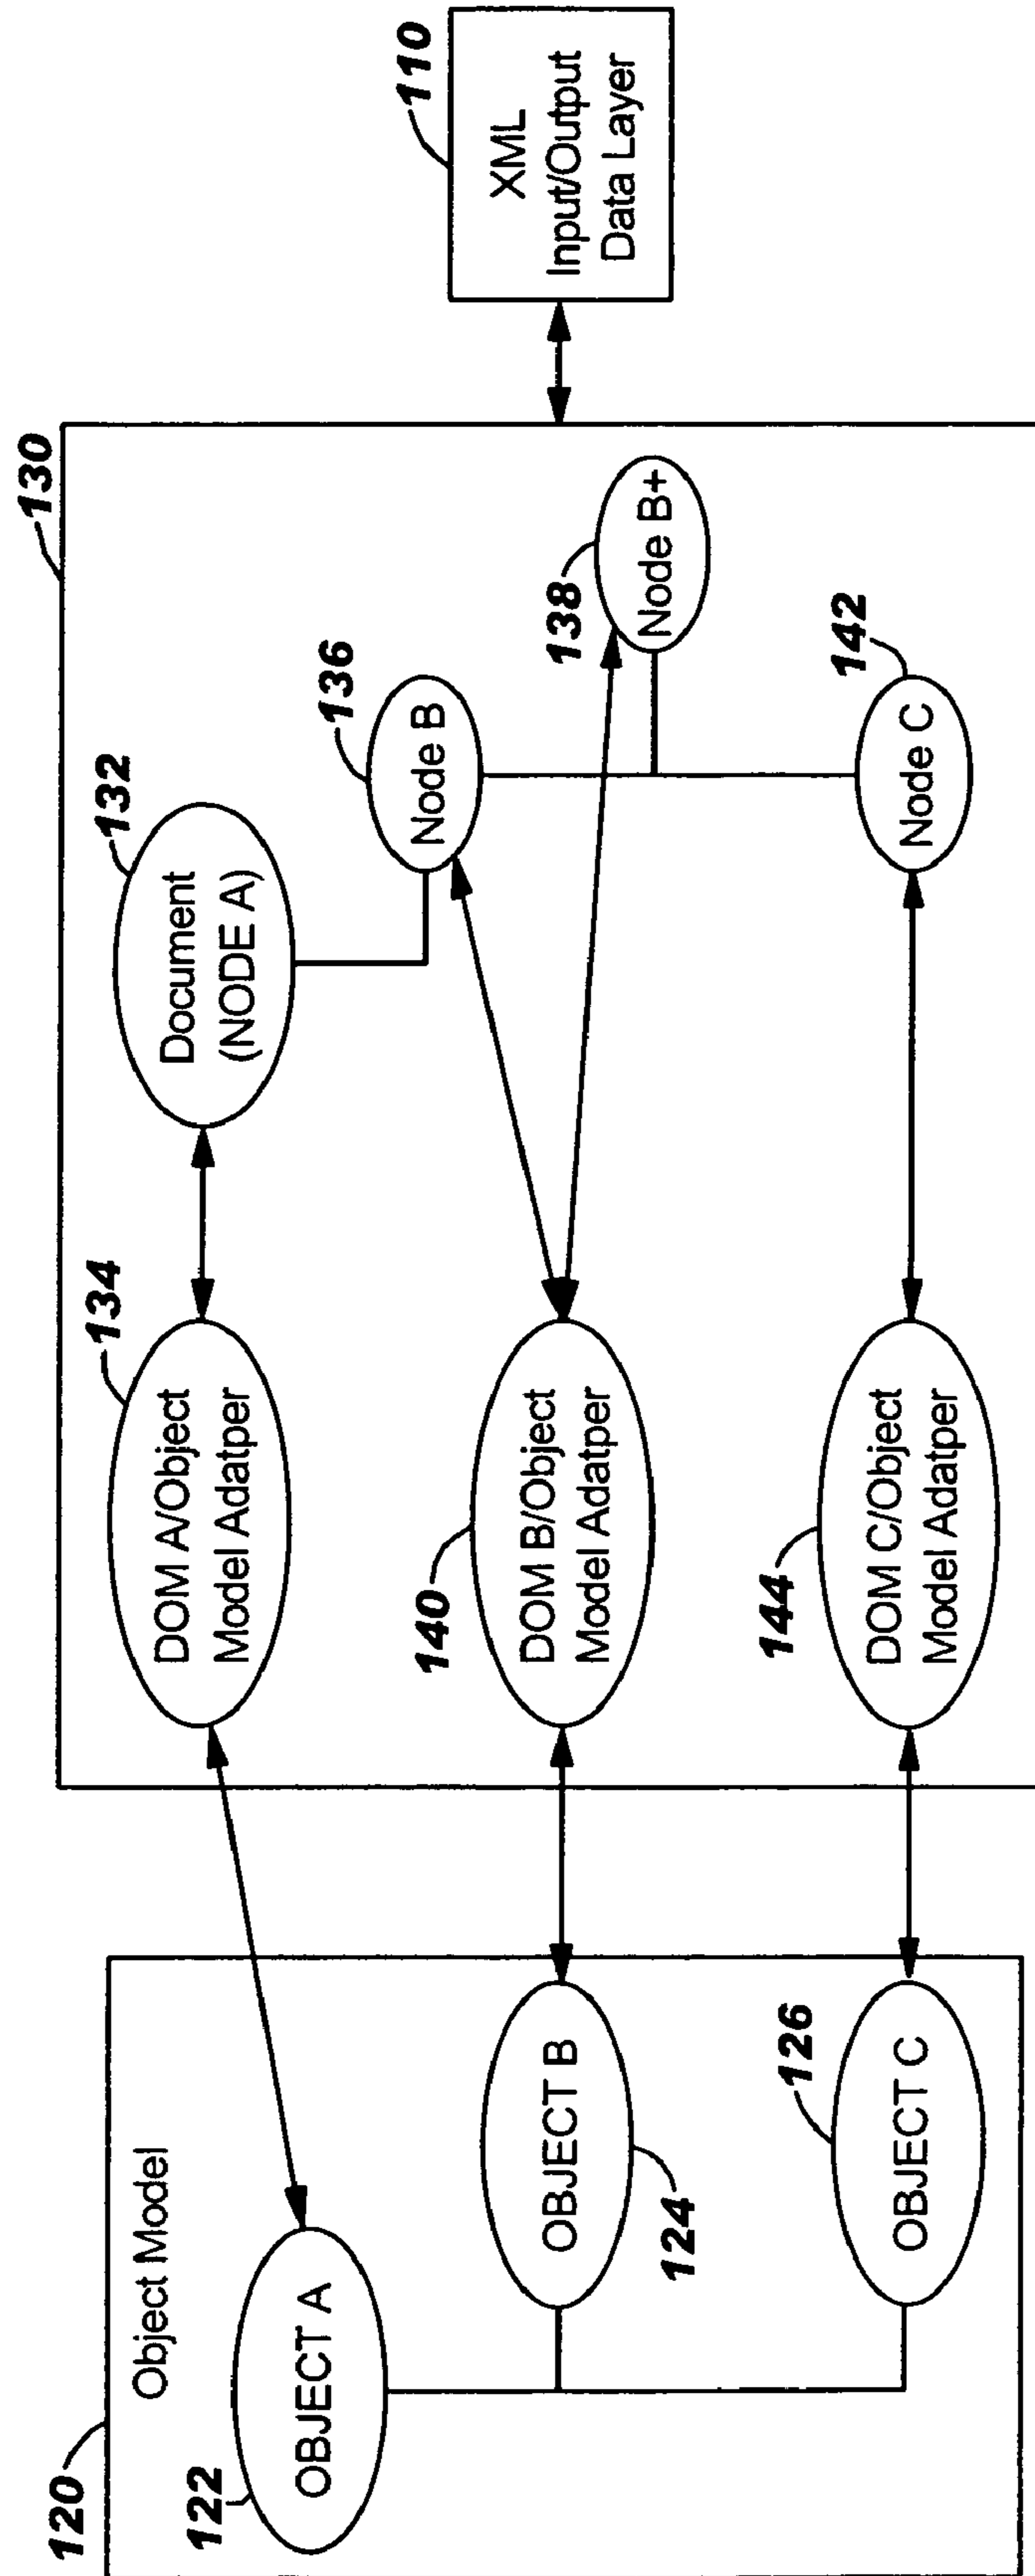 120
Object Model
122
OBJECT A
OBJECT B
124
126
OBJECT C
130
134
DOM A/Object
Model Adatper
132
Document
(NODE A)
136
Node B
138
Node B+
140
DOM B/Object
Model Adatper
142
Node C
144
DOM C/Object
Model Adatper
110
XML
Input/Output
Data Layer